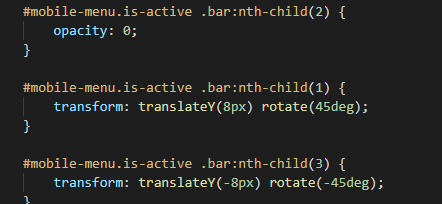 #mobile-menu.is-active .bar:nth-child(2) {
    opacity: 0;
}

#mobile-menu.is-active .bar:nth-child(1) {
    transform: translateY(8px) rotate(45deg);
}

#mobile-menu.is-active .bar:nth-child(3) {
    transform: translateY(-8px) rotate(-45deg);
}